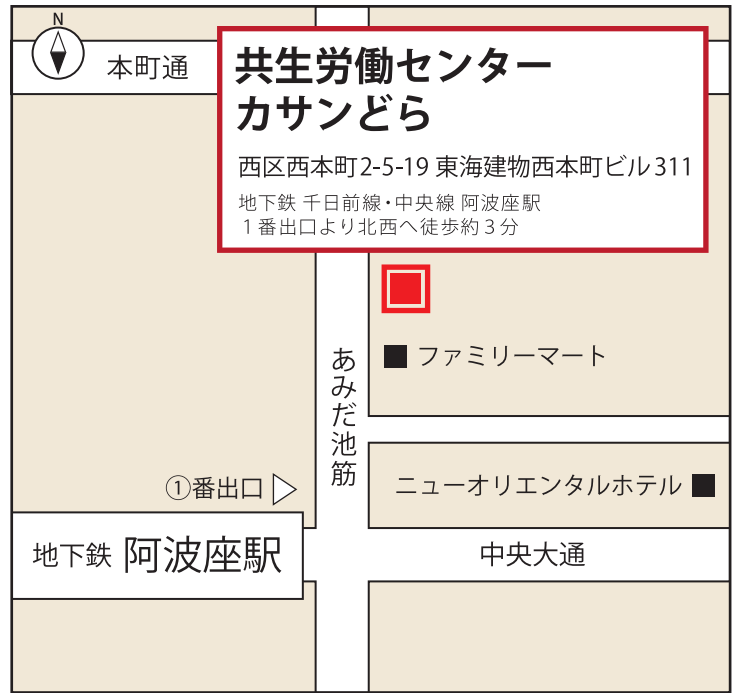 N
本町通
共生労働センター
カサンどら
西区西本町2-5-19 東海建物西本町ビル311
地下鉄 千日前線・中央線 阿波座駅
1番出口より北西へ徒歩約3分
ファミリーマート
あみだ池筋
①番出口
ニューオリエンタルホテル
地下鉄 阿波座駅
中央大通